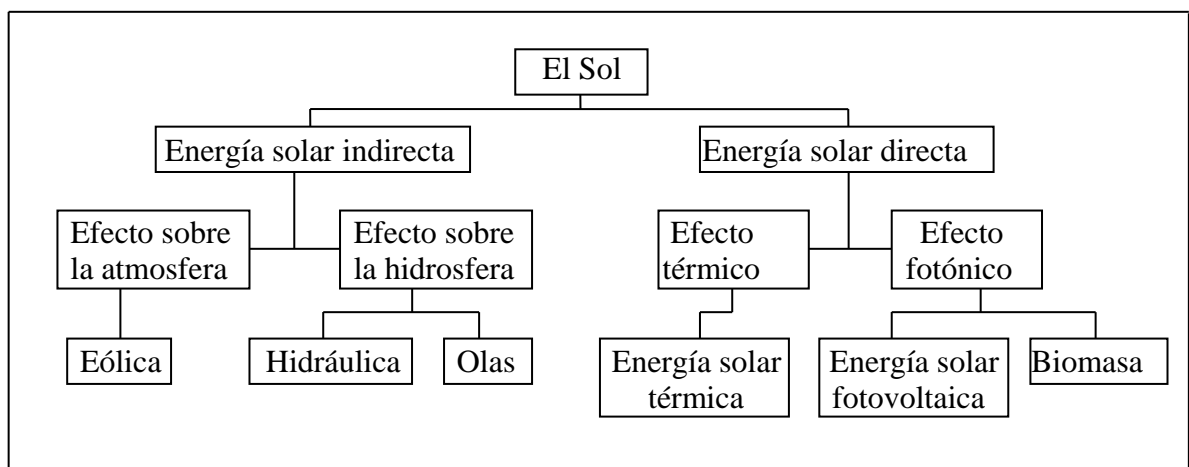 El Sol
Energía solar indirecta
Energía solar directa
Efecto sobre
la atmosfera
Efecto sobre
la hidrosfera
Efecto
térmico
Efecto
fotónico
Eólica
Hidráulica
Olas
Energía solar
térmica
Energía solar
fotovoltaica
Biomasa